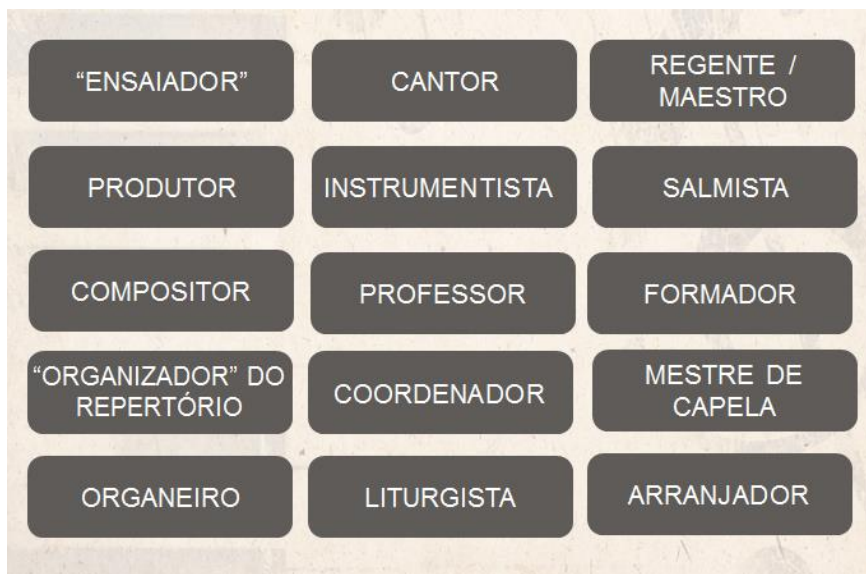 “ENSAIADOR”
CANTOR
REGENTE /
MAESTRO
PRODUTOR
INSTRUMENTISTA
SALMISTA
COMPOSITOR
PROFESSOR
FORMADOR
“ORGANIZADOR” DO
REPERTÓRIO
COORDENADOR
MESTRE DE
CAPELA
ORGANEIRO
LITURGISTA
ARRANJADOR